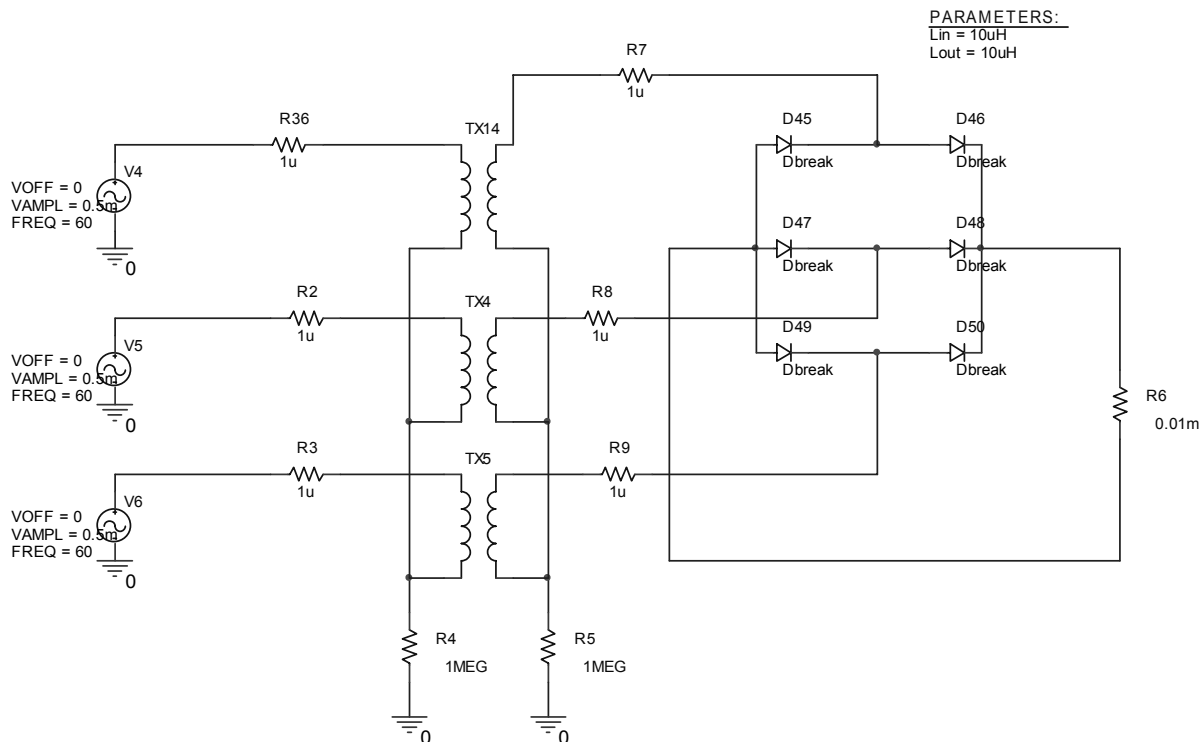 PARAMETERS:
Lin = 10uH
Lout = 10uH
R7
1u
R36
1u
TX14
D45
Dbreak
D46
Dbreak
V4
VOFF = 0
VAMPL = 0.5m
FREQ = 60
0
D47
Dbreak
D48
Dbreak
R2
1u
TX4
R8
1u
D49
Dbreak
D50
Dbreak
V5
VOFF = 0
VAMPL = 0.5m
FREQ = 60
0
R6
0.01m
R3
1u
TX5
R9
1u
V6
VOFF = 0
VAMPL = 0.5m
FREQ = 60
0
R4
1MEG
R5
1MEG
0
0